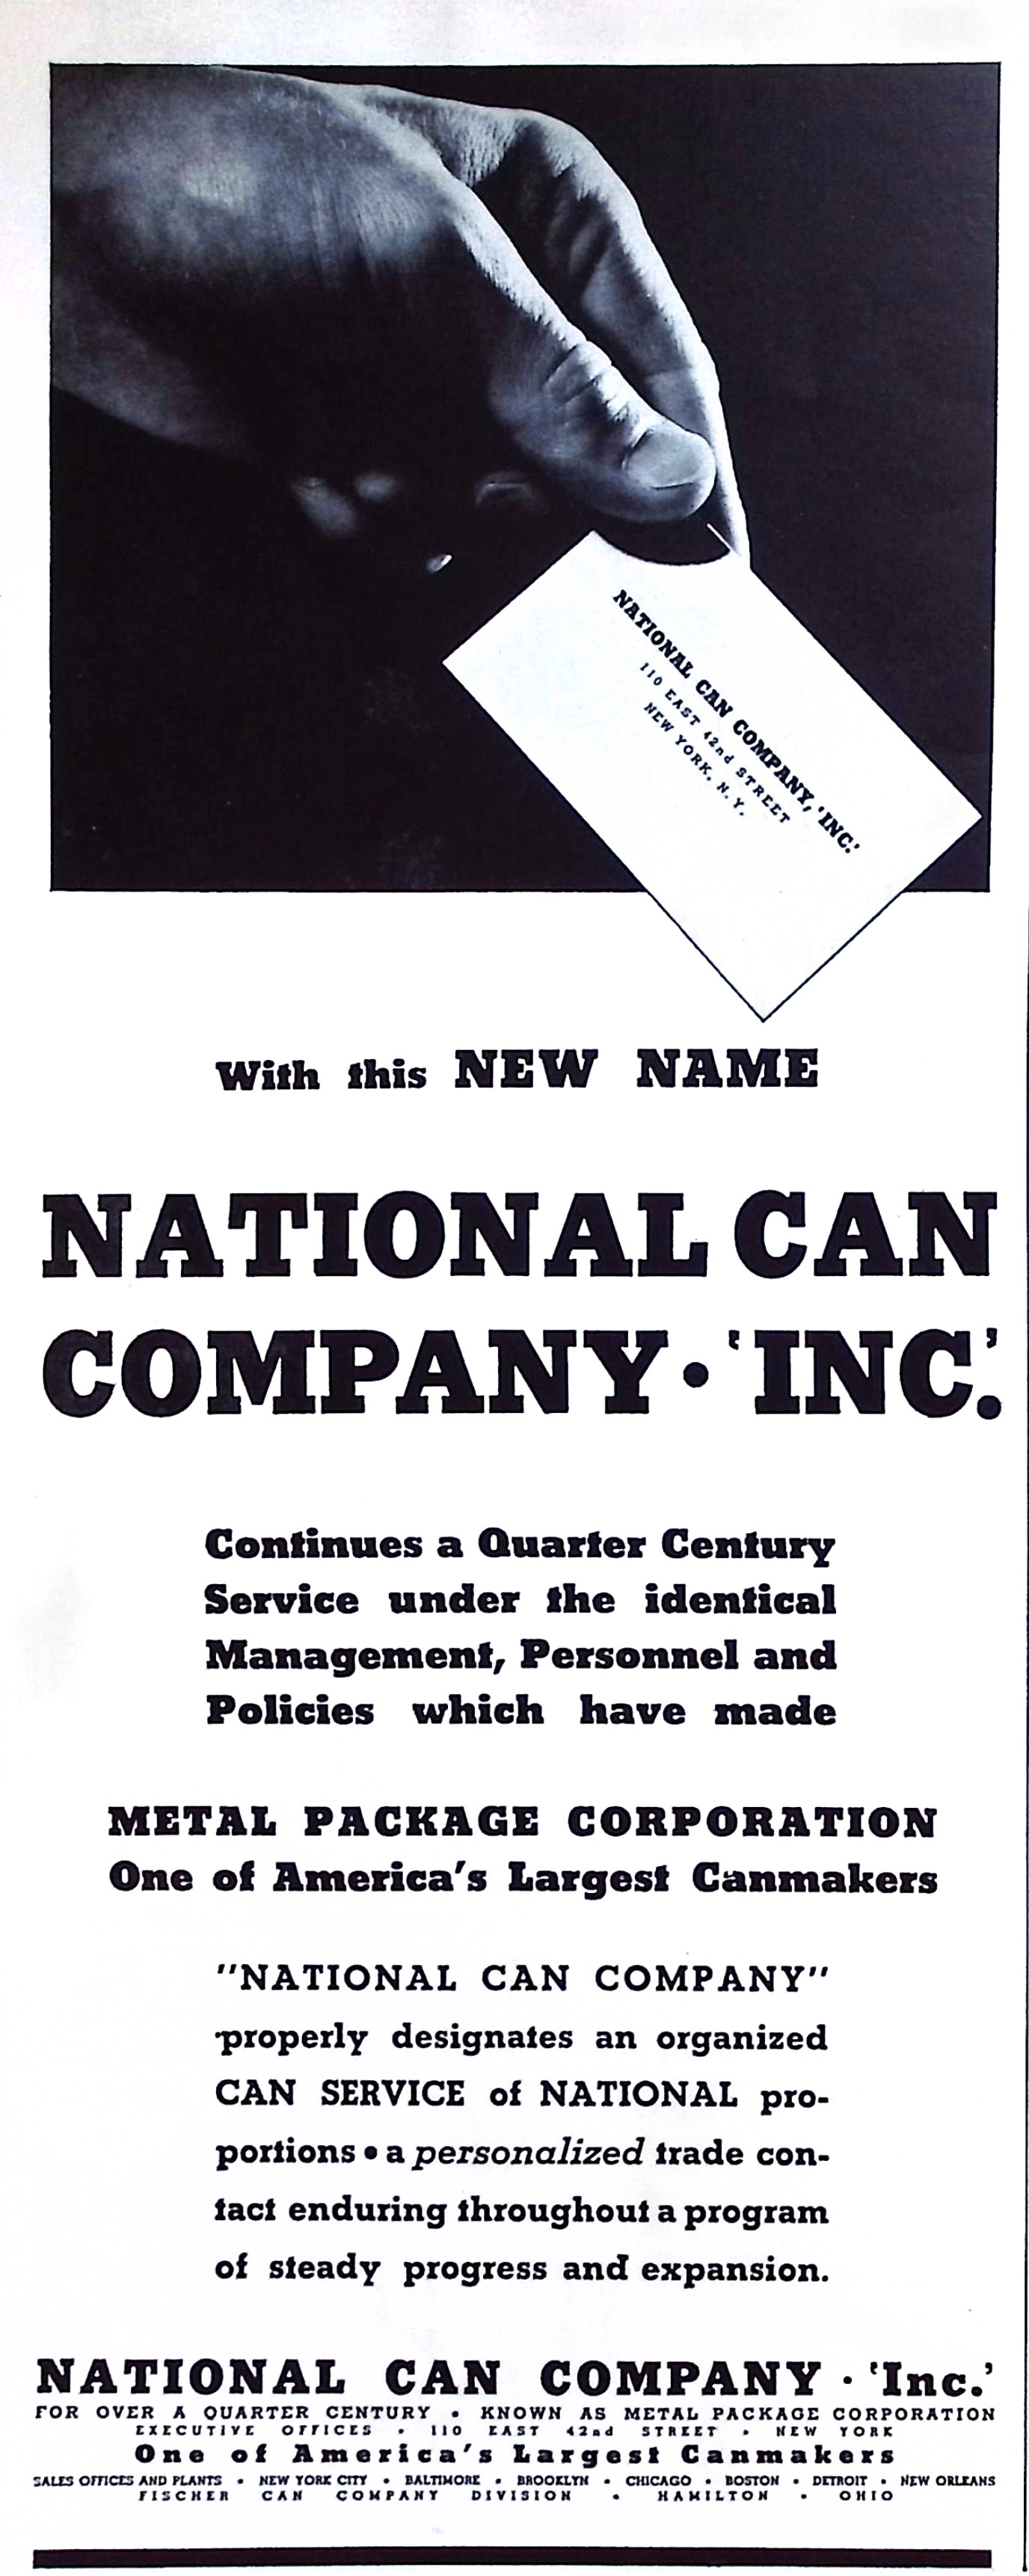 NATIONAL CAN COMPANY, 'INC.'
110 EAST 42nd STREET
NEW YORK, N. Y.
With this NEW NAME
NATIONAL CAN
COMPANY • 'INC.'
Continues a Quarter Century
Service under the identical
Management, Personnel and
Policies which have made
METAL PACKAGE CORPORATION
One of America's Largest Canmakers
"NATIONAL CAN COMPANY"
properly designates an organized
CAN SERVICE of NATIONAL pro-
portions • a personalized trade con-
tact enduring throughout a program
of steady progress and expansion.
NATIONAL CAN COMPANY • 'Inc.'
FOR OVER A QUARTER CENTURY • KNOWN AS METAL PACKAGE CORPORATION
EXECUTIVE OFFICES • 110 EAST 42nd STREET • NEW YORK
One of America's Largest Canmakers
SALES OFFICES AND PLANTS • NEW YORK CITY • BALTIMORE • BROOKLYN • CHICAGO • BOSTON • DETROIT • NEW ORLEANS
FISCHER CAN COMPANY DIVISION • HAMILTON • OHIO